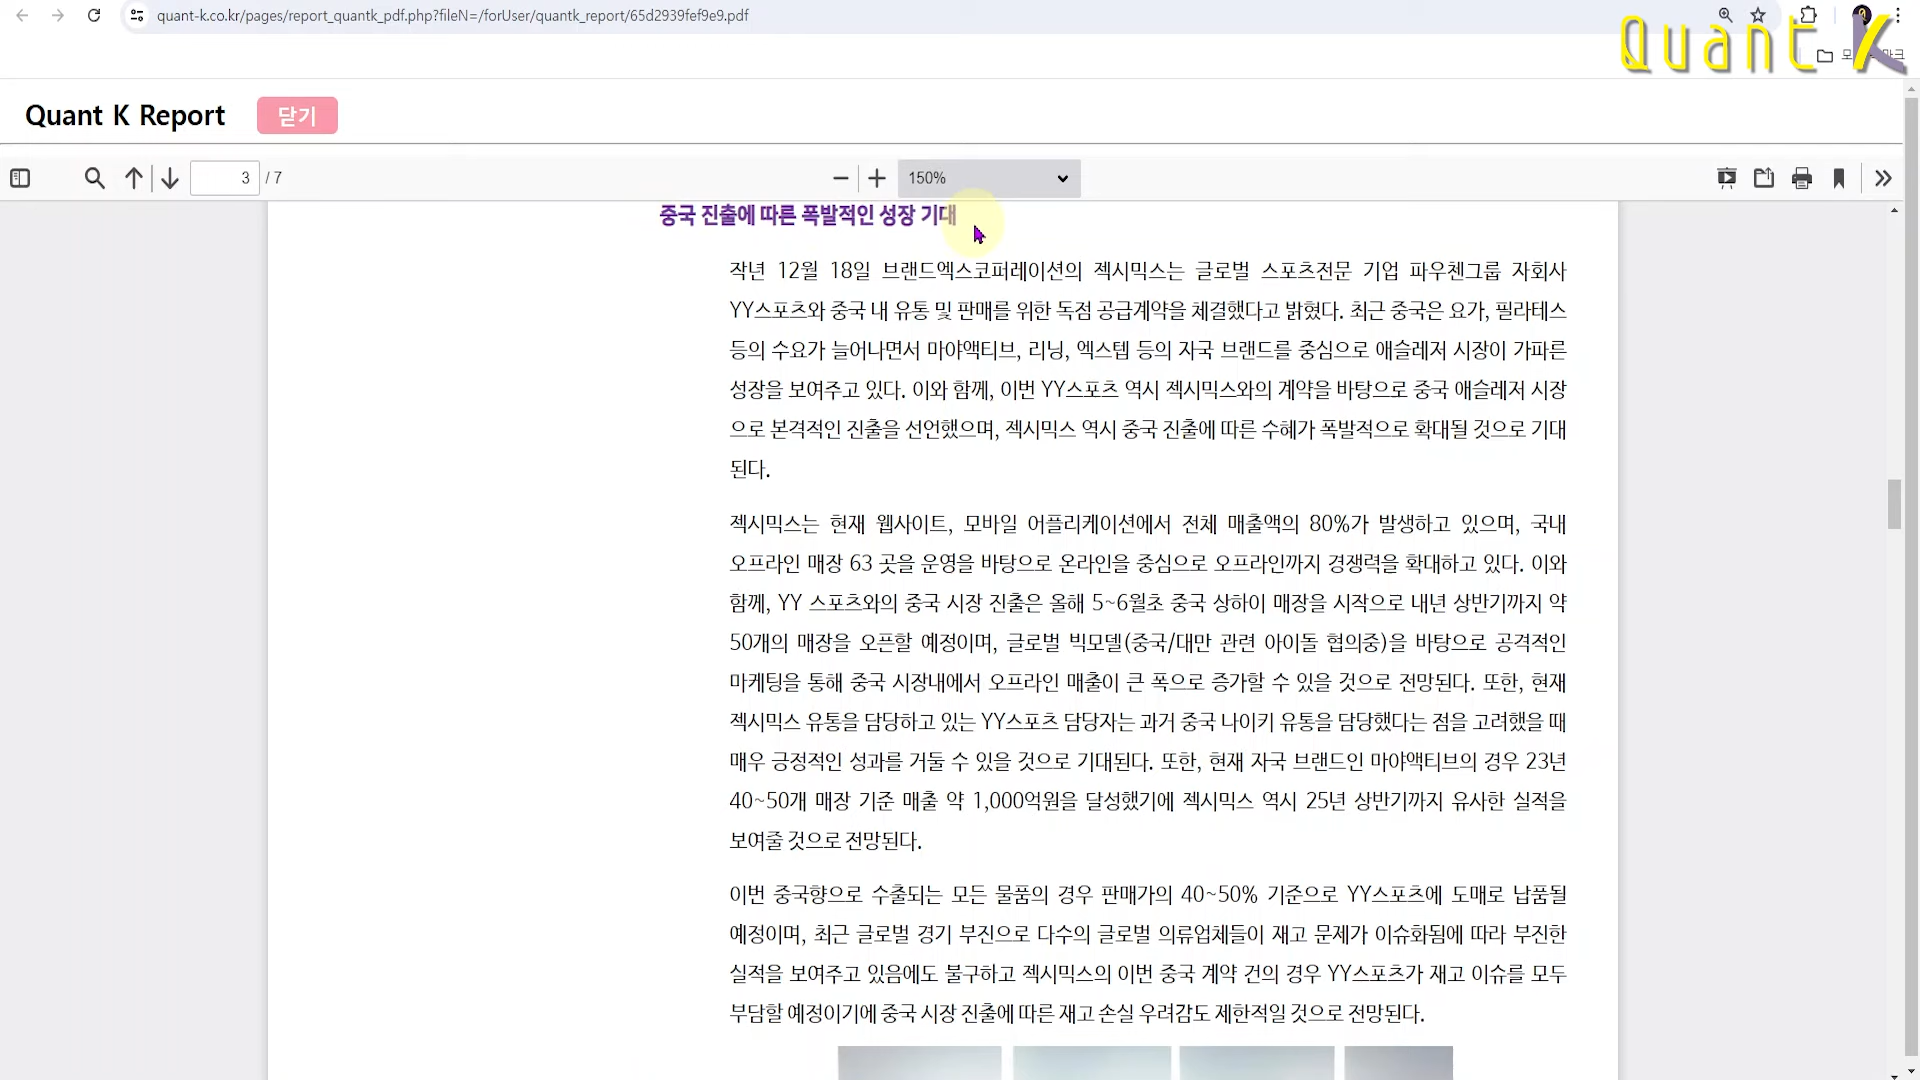 quant-k.co.kr/pages/report_quantk_pdf.php?fileN=/forUser/quantk_report/65d2939fef9e9.pdf
Quant K
Quant K Report
닫기
3 / 7
150%
중국 진출에 따른 폭발적인 성장 기대
작년 12월 18일 브랜드엑스코퍼레이션의 젝시믹스는 글로벌 스포츠전문 기업 파우첸그룹 자회사
YY스포츠와 중국 내 유통 및 판매를 위한 독점 공급계약을 체결했다고 밝혔다. 최근 중국은 요가, 필라테스
등의 수요가 늘어나면서 마야액티브, 리닝, 엑스텝 등의 자국 브랜드를 중심으로 애슬레저 시장이 가파른
성장을 보여주고 있다. 이와 함께, 이번 YY스포츠 역시 젝시믹스와의 계약을 바탕으로 중국 애슬레저 시장
으로 본격적인 진출을 선언했으며, 젝시믹스 역시 중국 진출에 따른 수혜가 폭발적으로 확대될 것으로 기대
된다.
젝시믹스는 현재 웹사이트, 모바일 어플리케이션에서 전체 매출액의 80%가 발생하고 있으며, 국내
오프라인 매장 63 곳을 운영을 바탕으로 온라인을 중심으로 오프라인까지 경쟁력을 확대하고 있다. 이와
함께, YY 스포츠와의 중국 시장 진출은 올해 5~6월초 중국 상하이 매장을 시작으로 내년 상반기까지 약
50개의 매장을 오픈할 예정이며, 글로벌 빅모델(중국/대만 관련 아이돌 협의중)을 바탕으로 공격적인
마케팅을 통해 중국 시장내에서 오프라인 매출이 큰 폭으로 증가할 수 있을 것으로 전망된다. 또한, 현재
젝시믹스 유통을 담당하고 있는 YY스포츠 담당자는 과거 중국 나이키 유통을 담당했다는 점을 고려했을 때
매우 긍정적인 성과를 거둘 수 있을 것으로 기대된다. 또한, 현재 자국 브랜드인 마야액티브의 경우 23년
40~50개 매장 기준 매출 약 1,000억원을 달성했기에 젝시믹스 역시 25년 상반기까지 유사한 실적을
보여줄 것으로 전망된다.
이번 중국향으로 수출되는 모든 물품의 경우 판매가의 40~50% 기준으로 YY스포츠에 도매로 납품될
예정이며, 최근 글로벌 경기 부진으로 다수의 글로벌 의류업체들이 재고 문제가 이슈화됨에 따라 부진한
실적을 보여주고 있음에도 불구하고 젝시믹스의 이번 중국 계약 건의 경우 YY스포츠가 재고 이슈를 모두
부담할 예정이기에 중국 시장 진출에 따른 재고 손실 우려감도 제한적일 것으로 전망된다.